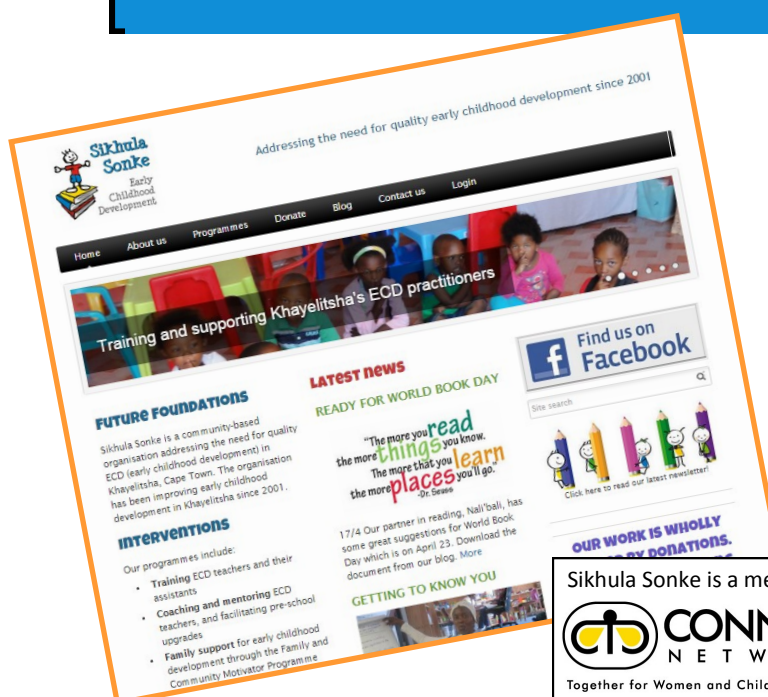 Sikhula
Sonke
Early
Childhood
Development
Addressing the need for quality early childhood development since 2001
Home About us Programmes Donate Blog Contact us Login
Training and supporting Khayelitsha's ECD practitioners
FUTURE FOUNDATIONS
Sikhula Sonke is a community-based
organisation addressing the need for quality
ECD (early childhood development) in
Khayelitsha, Cape Town. The organisation
has been improving early childhood
development in Khayelitsha since 2001.
INTERVENTIONS
Our programmes include:
• Training ECD teachers and their
assistants
• Coaching and mentoring ECD
teachers, and facilitating pre-school
upgrades
• Family support for early childhood
development through the Family and
Community Motivator Programme
LATEST NEWS
READY FOR WORLD BOOK DAY
"The more you read
the more things you know.
The more that you learn
the more places you'll go."
-Dr. Seuss
17/4 Our partner in reading, Nali'bali, has
some great suggestions for World Book
Day which is on April 23. Download the
document from our blog. More
GETTING TO KNOW YOU
f Find us on
Facebook
Site search
Click here to read our latest newsletter!
OUR WORK IS WHOLLY
BY DONATIONS.
Sikhula Sonke is a me
CONN
NETW
Together for Women and Child